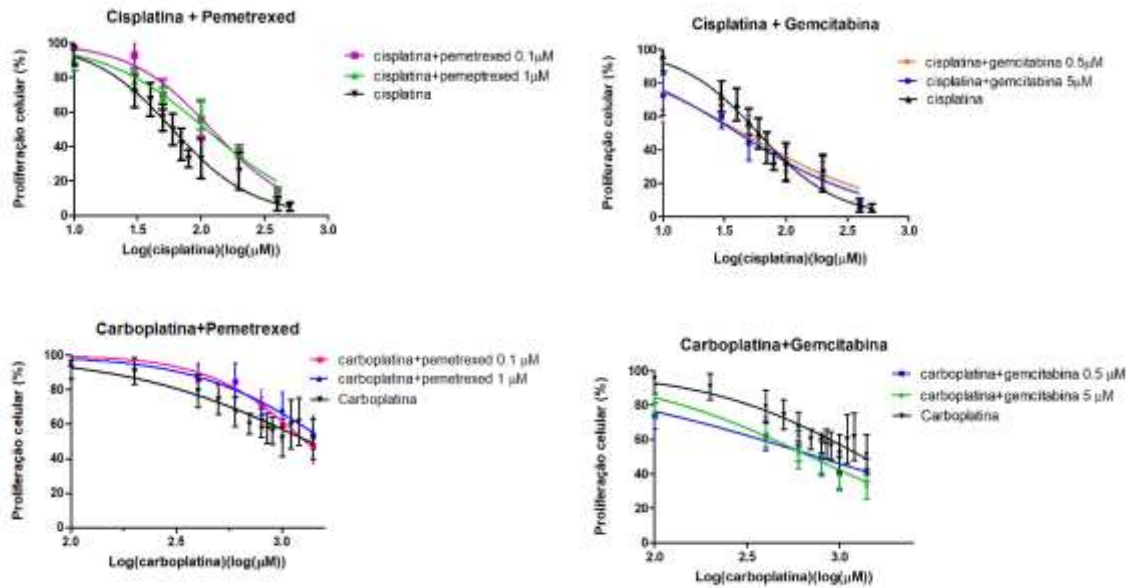 Cisplatina + Pemetrexed
Proliferação celular (%)
100
80
60
40
20
0
1.0 1.5 2.0 2.5 3.0
Log(cisplatina)(log(µM))
cisplatina+pemetrexed 0.1µM
cisplatina+pemeptrexed 1µM
cisplatina
Cisplatina + Gemcitabina
Proliferação celular (%)
100
80
60
40
20
0
1.0 1.5 2.0 2.5 3.0
Log(cisplatina)(log(µM))
cisplatina+gemcitabina 0.5µM
cisplatina+gemcitabina 5µM
cisplatina
Carboplatina+Pemetrexed
Proliferação celular (%)
100
80
60
40
20
0
2.0 2.5 3.0
Log(carboplatina)(log(µM))
carboplatina+pemetrexed 0.1 µM
carboplatina+pemetrexed 1 µM
Carboplatina
Carboplatina+Gemcitabina
Proliferação celular (%)
100
80
60
40
20
0
2.0 2.5 3.0
Log(carboplatina)(log(µM))
carboplatina+gemcitabina 0.5 µM
carboplatina+gemcitabina 5 µM
Carboplatina